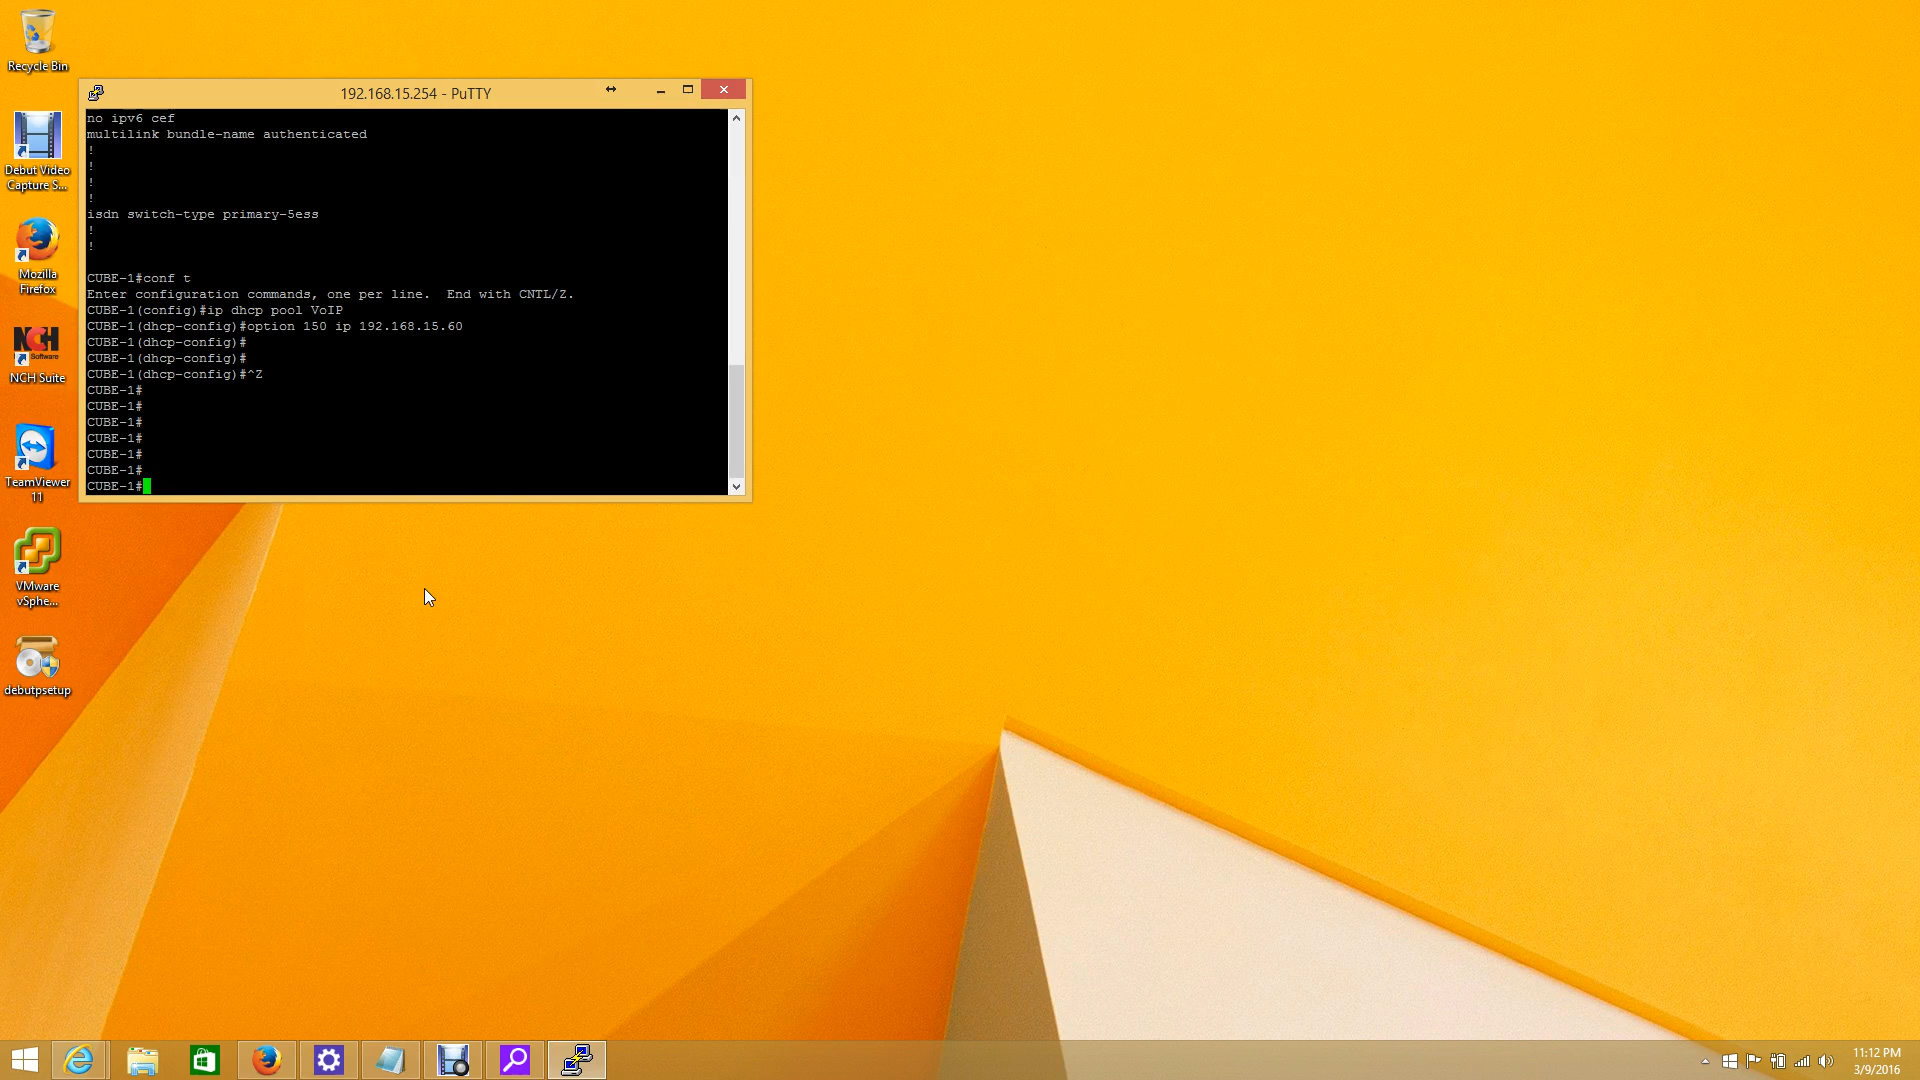 Recycle Bin
Debut Video
Capture S...
Mozilla
Firefox
NCH
Software
NCH Suite
TeamViewer
11
VMware
vSphe...
debutpsetup
192.168.15.254 - PuTTY
no ipv6 cef
multilink bundle-name authenticated
!
!
!
!
isdn switch-type primary-5ess
!
!
CUBE-1#conf t
Enter configuration commands, one per line.  End with CNTL/Z.
CUBE-1(config)#ip dhcp pool VoIP
CUBE-1(dhcp-config)#option 150 ip 192.168.15.60
CUBE-1(dhcp-config)#
CUBE-1(dhcp-config)#
CUBE-1(dhcp-config)#^Z
CUBE-1#
CUBE-1#
CUBE-1#
CUBE-1#
CUBE-1#
CUBE-1#
CUBE-1#
11:12 PM
3/9/2016